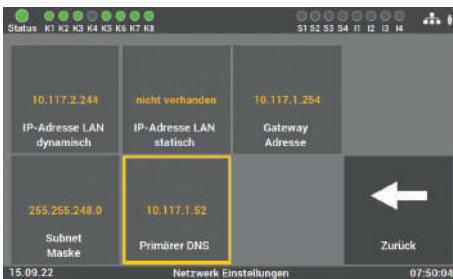 Status K1 K2 K3 K4 K5 K6 K7 K8 S1 S2 S3 S4 I1 I2 I3 I4
10.117.2.244 nicht vorhanden 10.117.1.254
IP-Adresse LAN IP-Adresse LAN Gateway
dynamisch statisch Adresse
255.255.248.0 10.117.1.52
Subnet
Maske Primärer DNS Zurück
15.09.22 Netzwerk Einstellungen 07:50:04